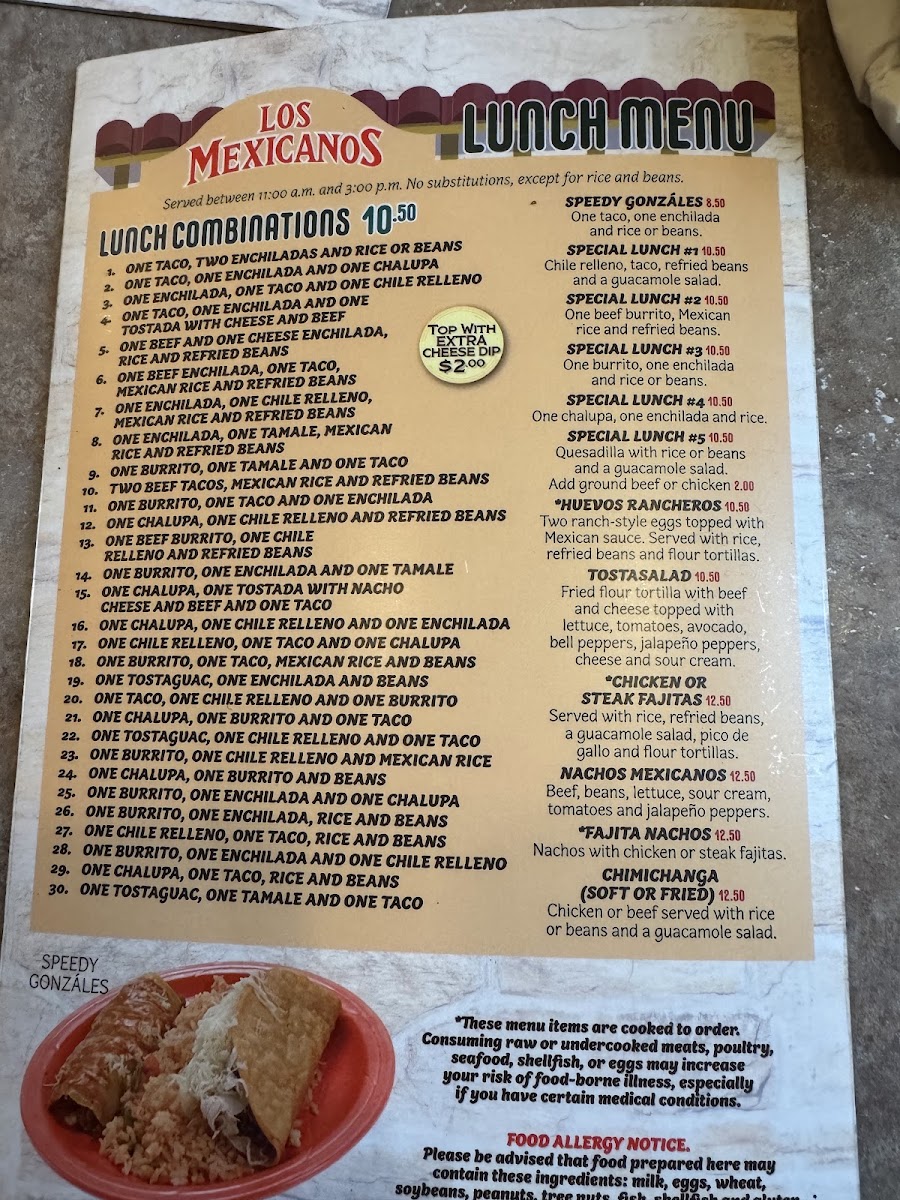 LOS
MEXICANOS
LUNCH MENU
Served between 11:00 a.m. and 3:00 p.m. No substitutions, except for rice and beans.
LUNCH COMBINATIONS 10.50
1. ONE TACO, TWO ENCHILADAS AND RICE OR BEANS
2. ONE TACO, ONE ENCHILADA AND ONE CHALUPA
3. ONE ENCHILADA, ONE TACO AND ONE CHILE RELLENO
4. ONE TACO, ONE ENCHILADA AND ONE
TOSTADA WITH CHEESE AND BEEF
5. ONE BEEF AND ONE CHEESE ENCHILADA,
RICE AND REFRIED BEANS
6. ONE BEEF ENCHILADA, ONE TACO,
MEXICAN RICE AND REFRIED BEANS
7. ONE ENCHILADA, ONE CHILE RELLENO,
MEXICAN RICE AND REFRIED BEANS
8. ONE ENCHILADA, ONE TAMALE, MEXICAN
RICE AND REFRIED BEANS
9. ONE BURRITO, ONE TAMALE AND ONE TACO
10. TWO BEEF TACOS, MEXICAN RICE AND REFRIED BEANS
11. ONE BURRITO, ONE TACO AND ONE ENCHILADA
12. ONE CHALUPA, ONE CHILE RELLENO AND REFRIED BEANS
13. ONE BEEF BURRITO, ONE CHILE
RELLENO AND REFRIED BEANS
14. ONE BURRITO, ONE ENCHILADA AND ONE TAMALE
15. ONE CHALUPA, ONE TOSTADA WITH NACHO
CHEESE AND BEEF AND ONE TACO
16. ONE CHALUPA, ONE CHILE RELLENO AND ONE ENCHILADA
17. ONE CHILE RELLENO, ONE TACO AND ONE CHALUPA
18. ONE BURRITO, ONE TACO, MEXICAN RICE AND BEANS
19. ONE TOSTAGUAC, ONE ENCHILADA AND BEANS
20. ONE TACO, ONE CHILE RELLENO AND ONE BURRITO
21. ONE CHALUPA, ONE BURRITO AND ONE TACO
22. ONE TOSTAGUAC, ONE CHILE RELLENO AND ONE TACO
23. ONE BURRITO, ONE CHILE RELLENO AND MEXICAN RICE
24. ONE CHALUPA, ONE BURRITO AND BEANS
25. ONE BURRITO, ONE ENCHILADA AND ONE CHALUPA
26. ONE BURRITO, ONE ENCHILADA, RICE AND BEANS
27. ONE CHILE RELLENO, ONE TACO, RICE AND BEANS
28. ONE BURRITO, ONE ENCHILADA AND ONE CHILE RELLENO
29. ONE CHALUPA, ONE TACO, RICE AND BEANS
30. ONE TOSTAGUAC, ONE TAMALE AND ONE TACO
TOP WITH
EXTRA
CHEESE DIP
$2.00
SPEEDY GONZÁLES 8.50
One taco, one enchilada
and rice or beans.
SPECIAL LUNCH #1 10.50
Chile relleno, taco, refried beans
and a guacamole salad.
SPECIAL LUNCH #2 10.50
One beef burrito, Mexican
rice and refried beans.
SPECIAL LUNCH #3 10.50
One burrito, one enchilada
and rice or beans.
SPECIAL LUNCH #4 10.50
One chalupa, one enchilada and rice.
SPECIAL LUNCH #5 10.50
Quesadilla with rice or beans
and a guacamole salad.
Add ground beef or chicken 2.00
*HUEVOS RANCHEROS 10.50
Two ranch-style eggs topped with
Mexican sauce. Served with rice,
refried beans and flour tortillas.
TOSTASALAD 10.50
Fried flour tortilla with beef
and cheese topped with
lettuce, tomatoes, avocado,
bell peppers, jalapeño peppers,
cheese and sour cream.
*CHICKEN OR
STEAK FAJITAS 12.50
Served with rice, refried beans,
a guacamole salad, pico de
gallo and flour tortillas.
NACHOS MEXICANOS 12.50
Beef, beans, lettuce, sour cream,
tomatoes and jalapeño peppers.
*FAJITA NACHOS 12.50
Nachos with chicken or steak fajitas.
CHIMICHANGA
(SOFT OR FRIED) 12.50
Chicken or beef served with rice
or beans and a guacamole salad.
SPEEDY
GONZÁLES
*These menu items are cooked to order.
Consuming raw or undercooked meats, poultry,
seafood, shellfish, or eggs may increase
your risk of food-borne illness, especially
if you have certain medical conditions.
FOOD ALLERGY NOTICE.
Please be advised that food prepared here may
contain these ingredients: milk, eggs, wheat,
soybeans, peanuts, tree nuts, fish, shellfish and gluten